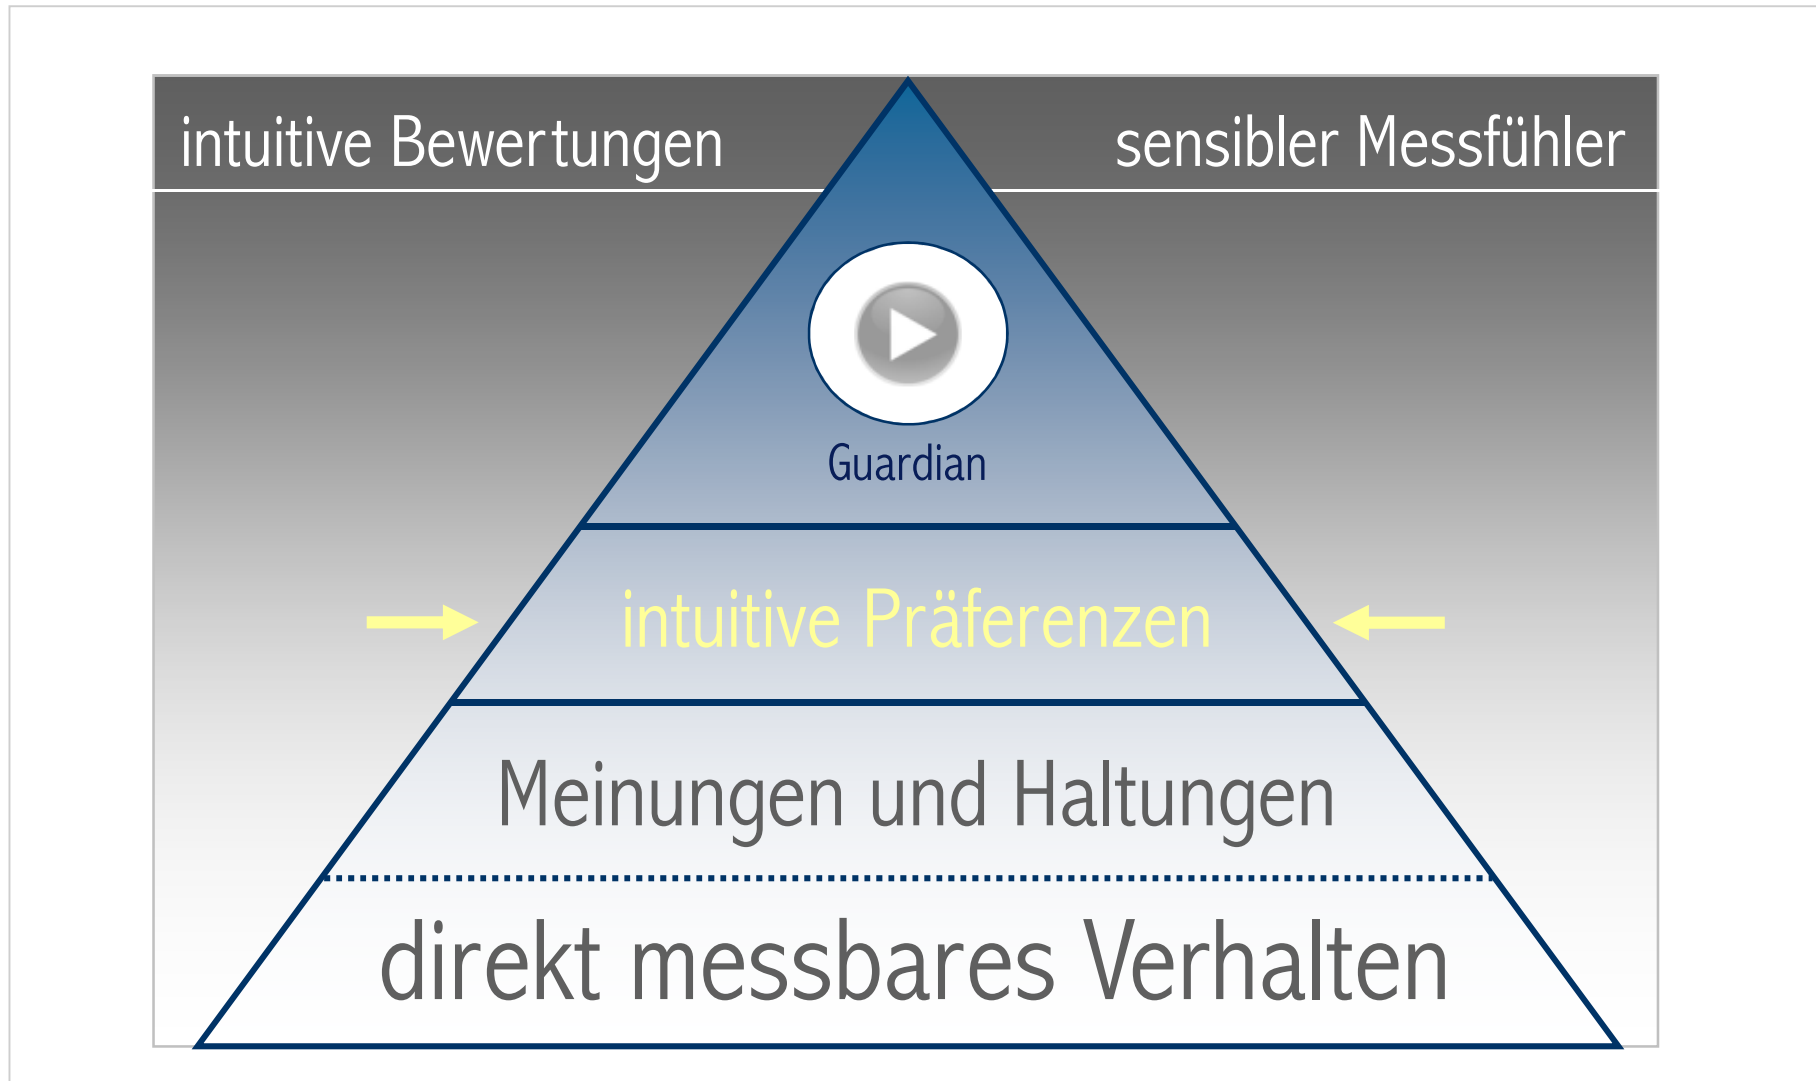 intuitive Bewertungen
sensibler Messfühler
Guardian
intuitive Präferenzen
Meinungen und Haltungen
direkt messbares Verhalten